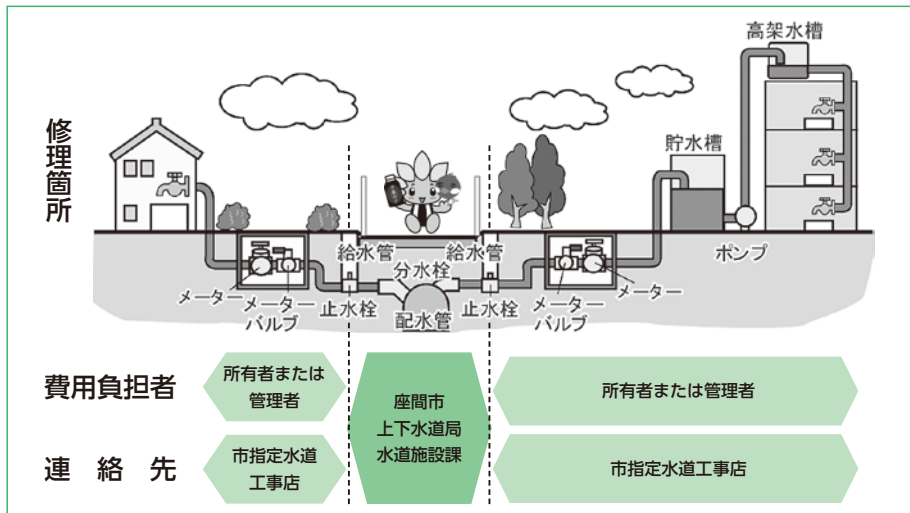 高架水槽
修理箇所
貯水槽
給水管
給水管
ポンプ
分水栓
メーター
メーター
バルブ
止水栓
配水管
止水栓
メーター
バルブ
メーター
費用負担者
所有者または
管理者
座間市
上下水道局
水道施設課
所有者または管理者
連絡先
市指定水道
工事店
市指定水道工事店